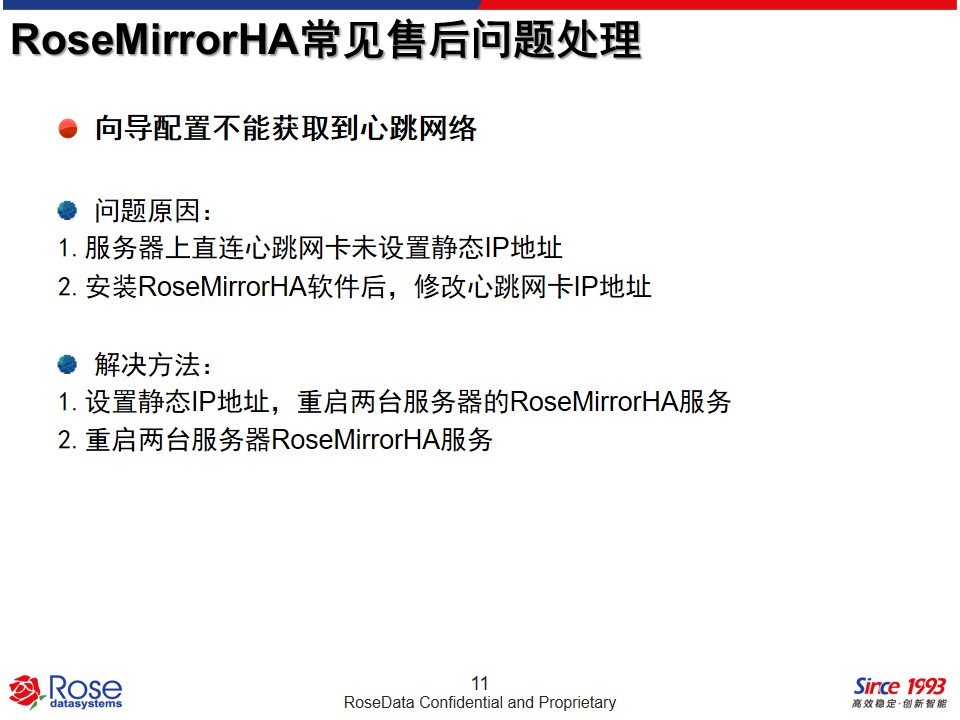 RoseMirrorHA常见售后问题处理
向导配置不能获取到心跳网络
问题原因：
1.服务器上直连心跳网卡未设置静态IP地址
2.安装RoseMirrorHA软件后，修改心跳网卡IP地址
解决方法：
1.设置静态IP地址，重启两台服务器的RoseMirrorHA服务
2.重启两台服务器RoseMirrorHA服务
Rose
datasystems
11
RoseData Confidential and Proprietary
Since 1993
高效稳定·创新智能